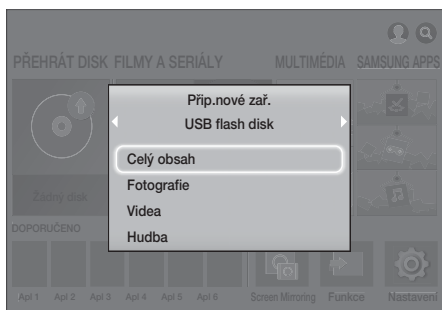 PŘEHRÁT DISK FILMY A SERIÁLY MULTIMÉDIA SAMSUNG APPS
Přip.nové zař.
USB flash disk
Celý obsah
Fotografie
Videa
Hudba
Žádný disk
DOPORUČENO
Apl 1 Apl 2 Apl 3 Apl 4 Apl 5 Apl 6 Screen Mirroring Funkce Nastavení